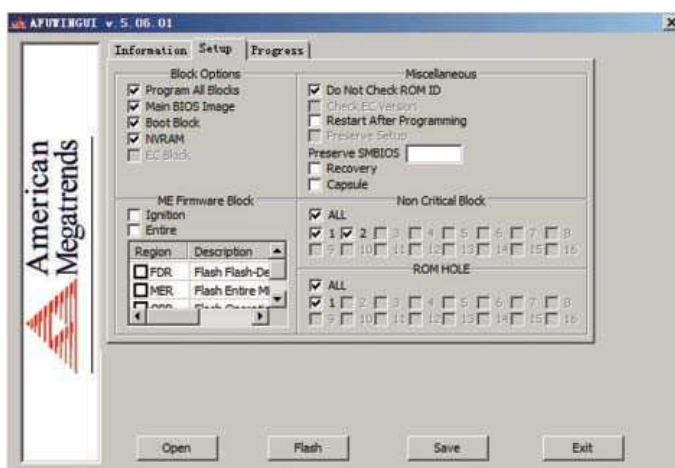 AFUWINGUI v.5.06.01
Information Setup Progress
Block Options
Program All Blocks
Main BIOS Image
Boot Block
NVRAM
EC Block
Miscellaneous
Do Not Check ROM ID
Check EC Version
Restart After Programming
Preserve Setup
Preserve SMBIOS
Recovery
Capsule
ME Firmware Block
Ignition
Entire
Region Description
FDR Flash Flash-De
MER Flash Entire M
Non Critical Block
ALL
1 2 3 4 5 6 7 8
9 10 11 12 13 14 15 16
ROM HOLE
ALL
1 2 3 4 5 6 7 8
9 10 11 12 13 14 15 16
American
Megatrends
Open Flash Save Exit